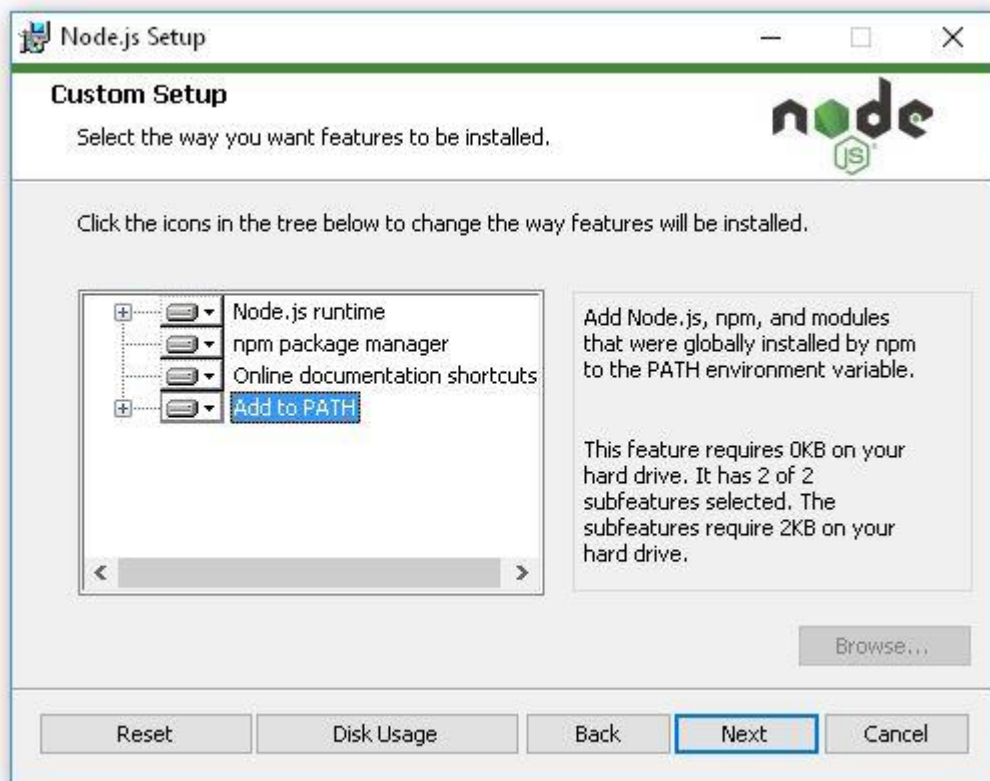 Node.js Setup
Custom Setup
Select the way you want features to be installed.
node
JS
Click the icons in the tree below to change the way features will be installed.
Node.js runtime
npm package manager
Online documentation shortcuts
Add to PATH
Add Node.js, npm, and modules
that were globally installed by npm
to the PATH environment variable.
This feature requires 0KB on your
hard drive. It has 2 of 2
subfeatures selected. The
subfeatures require 2KB on your
hard drive.
Browse...
Reset
Disk Usage
Back
Next
Cancel